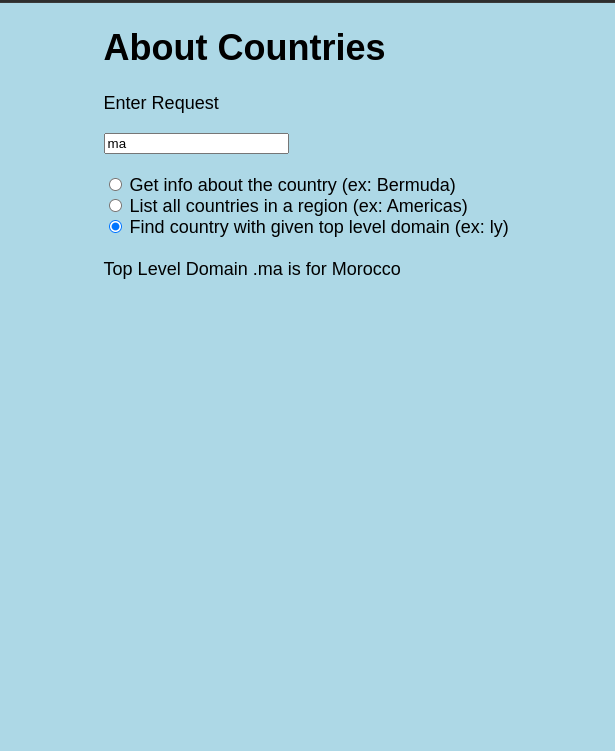 About Countries
Enter Request
ma
Get info about the country (ex: Bermuda)
List all countries in a region (ex: Americas)
Find country with given top level domain (ex: ly)
Top Level Domain .ma is for Morocco